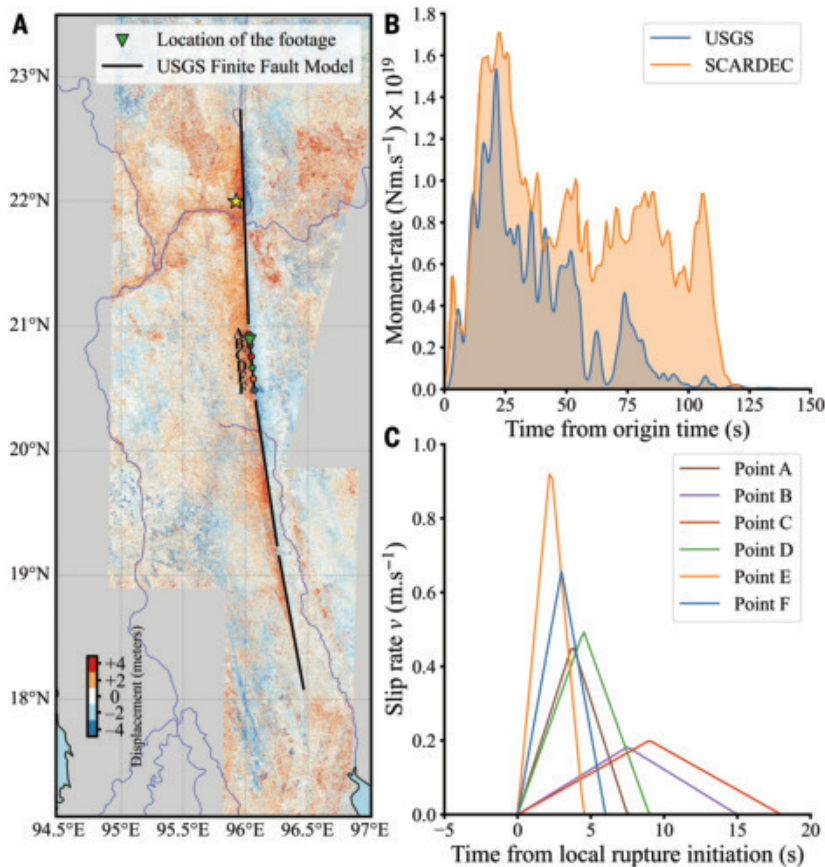 A
Location of the footage
USGS Finite Fault Model
23°N
22°N
21°N
20°N
19°N
18°N
A
B
C
D
E
F
+4
+2
0
−2
−4
Displacement (meters)
94.5°E 95°E 95.5°E 96°E 96.5°E 97°E
B
USGS
SCARDEC
Moment-rate (Nm.s⁻¹) × 10¹⁹
1.8
1.6
1.4
1.2
1.0
0.8
0.6
0.4
0.2
0.0
0 25 50 75 100 125 150
Time from origin time (s)
C
Point A
Point B
Point C
Point D
Point E
Point F
Slip rate v (m.s⁻¹)
1.0
0.8
0.6
0.4
0.2
0.0
−5 0 5 10 15 20
Time from local rupture initiation (s)